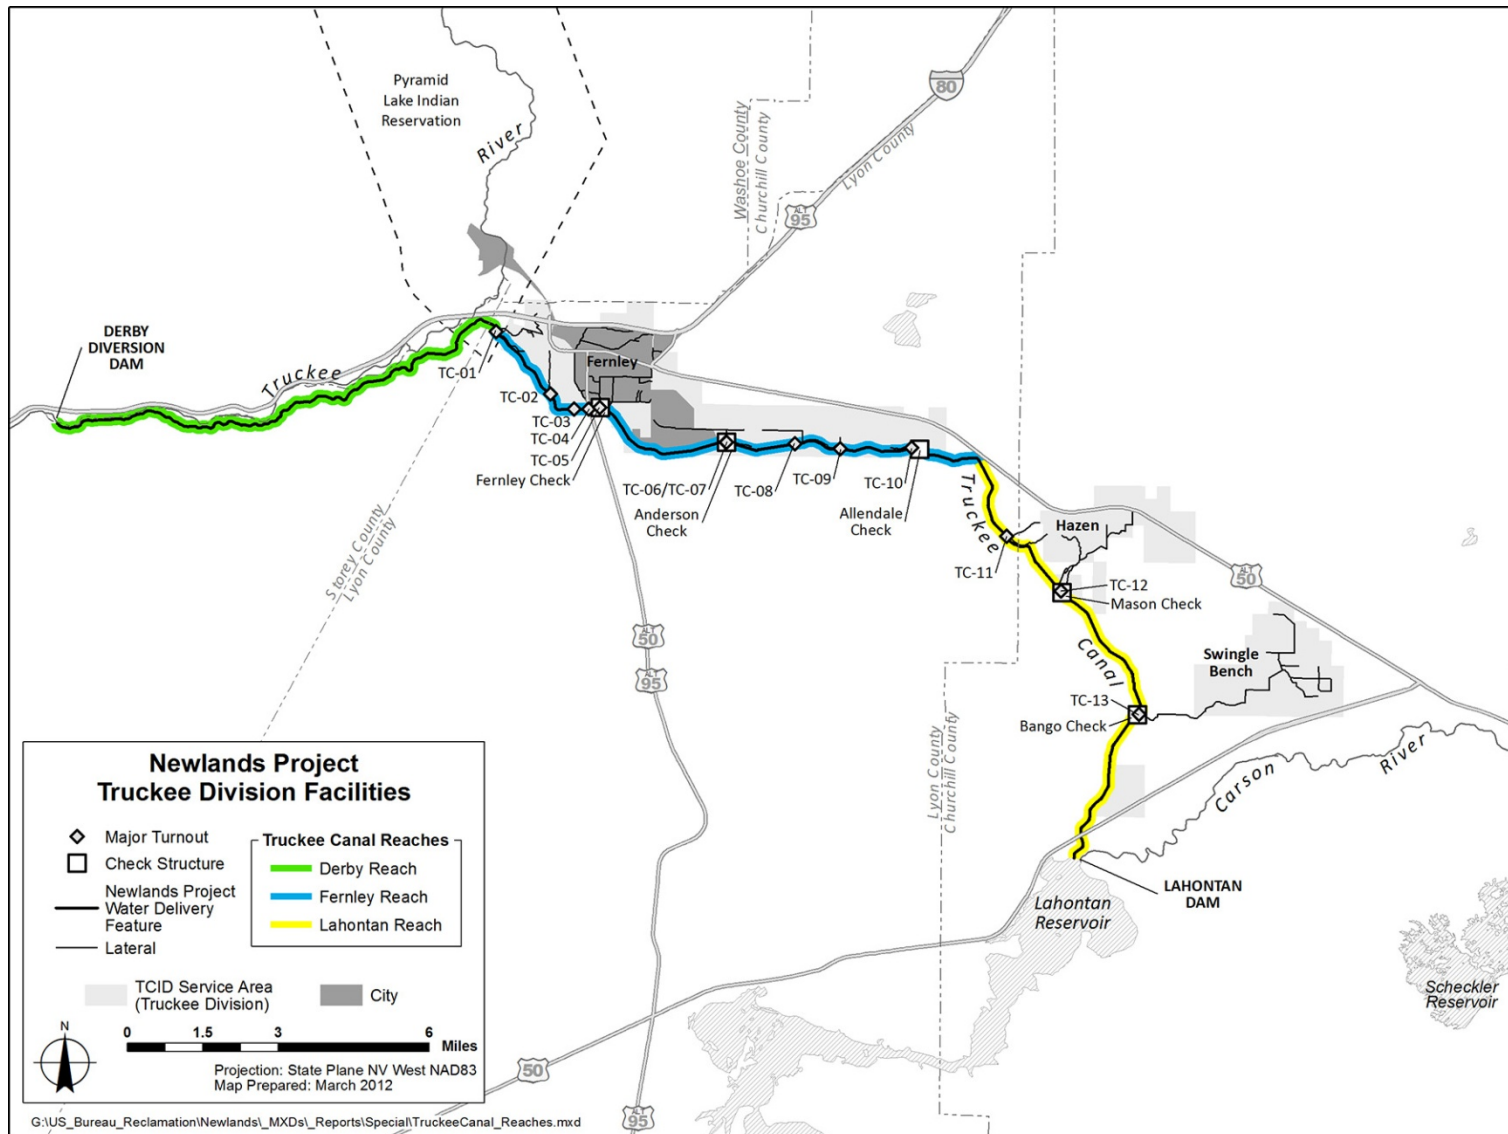 Pyramid
Lake Indian
Reservation
River
80
Washoe County
Churchill County
Lyon County
ALT
95
DERBY
DIVERSION
DAM
Truckee
TC-01
Fernley
TC-02
TC-03
TC-04
TC-05
Fernley Check
TC-06/TC-07
Anderson
Check
TC-08
TC-09
TC-10
Allendale
Check
Truckee
Canal
Hazen
TC-11
TC-12
Mason Check
ALT
50
Storey County
Lyon County
ALT
50
ALT
95
Swingle
Bench
TC-13
Bango Check
Lyon County
Churchill County
Carson
River
LAHONTAN
DAM
Lahontan
Reservoir
Scheckler
Reservoir
50
ALT
95
Newlands Project
Truckee Division Facilities
Major Turnout
Check Structure
Newlands Project
Water Delivery
Feature
Lateral
Truckee Canal Reaches
Derby Reach
Fernley Reach
Lahontan Reach
TCID Service Area
(Truckee Division)
City
N
0 1.5 3 6
Miles
Projection: State Plane NV West NAD83
Map Prepared: March 2012
G:\US_Bureau_Reclamation\Newlands\_MXDs\_Reports\Special\TruckeeCanal_Reaches.mxd